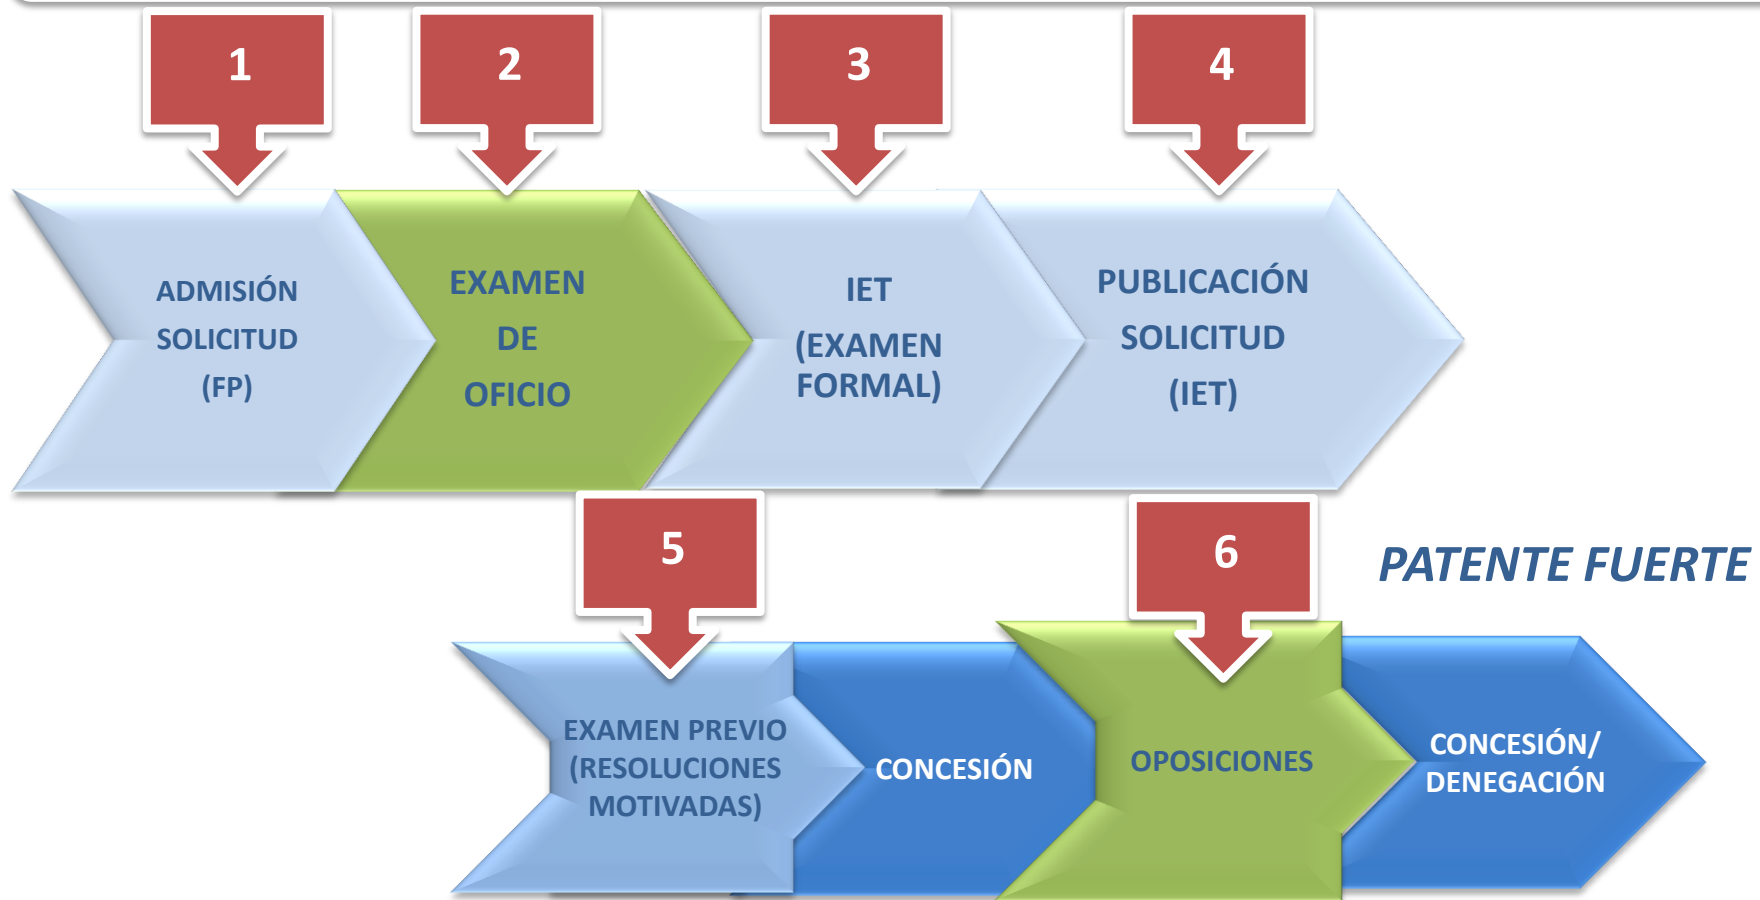 1
2
3
4
ADMISIÓN
SOLICITUD
(FP)
EXAMEN
DE
OFICIO
IET
(EXAMEN
FORMAL)
PUBLICACIÓN
SOLICITUD
(IET)
5
6
PATENTE FUERTE
EXAMEN PREVIO
(RESOLUCIONES
MOTIVADAS)
CONCESIÓN
OPOSICIONES
CONCESIÓN/
DENEGACIÓN